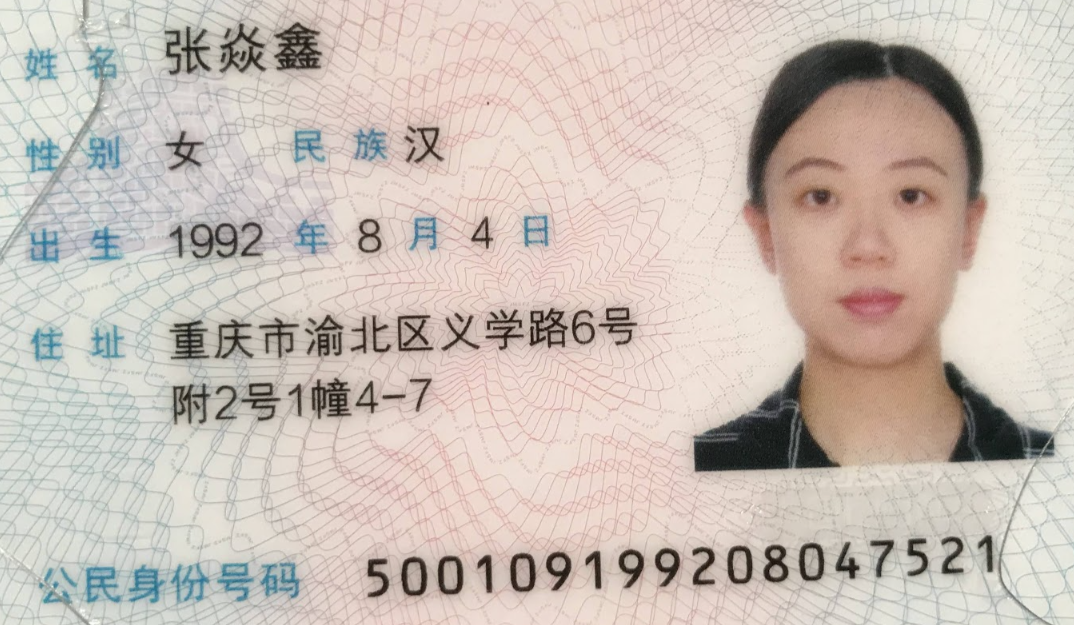 姓名 张焱鑫
性别 女 民族 汉
出生 1992 年 8 月 4 日
住址 重庆市渝北区义学路6号
附2号1幢4-7
公民身份号码 500109199208047521